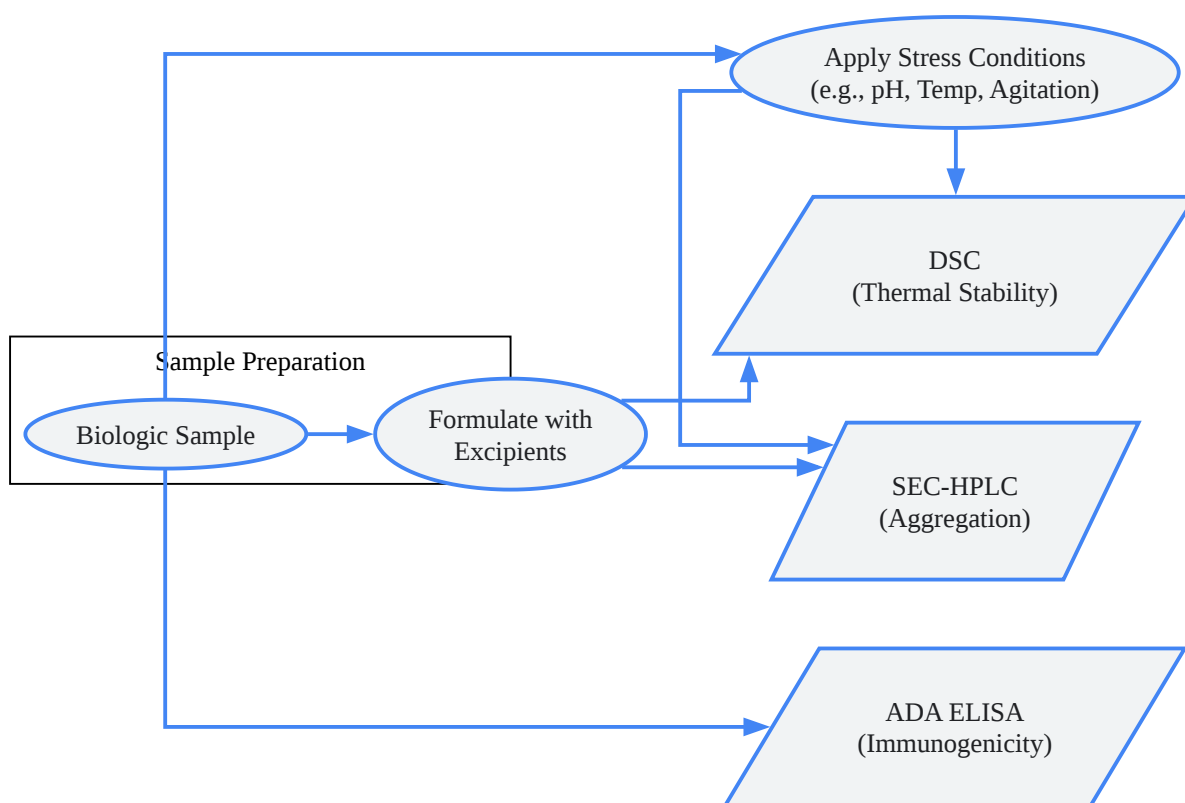 Apply Stress Conditions
(e.g., pH, Temp, Agitation)
DSC
(Thermal Stability)
Sample Preparation
Biologic Sample
Formulate with
Excipients
SEC-HPLC
(Aggregation)
ADA ELISA
(Immunogenicity)